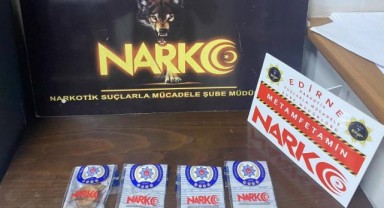 NARKO
NARKOTİK SUÇLARLA MÜCADELE ŞUBE MÜDÜ
EDİRNE
METAMFETAMİN
NARKO
NARKO
NARKO
NARKO
NARKO